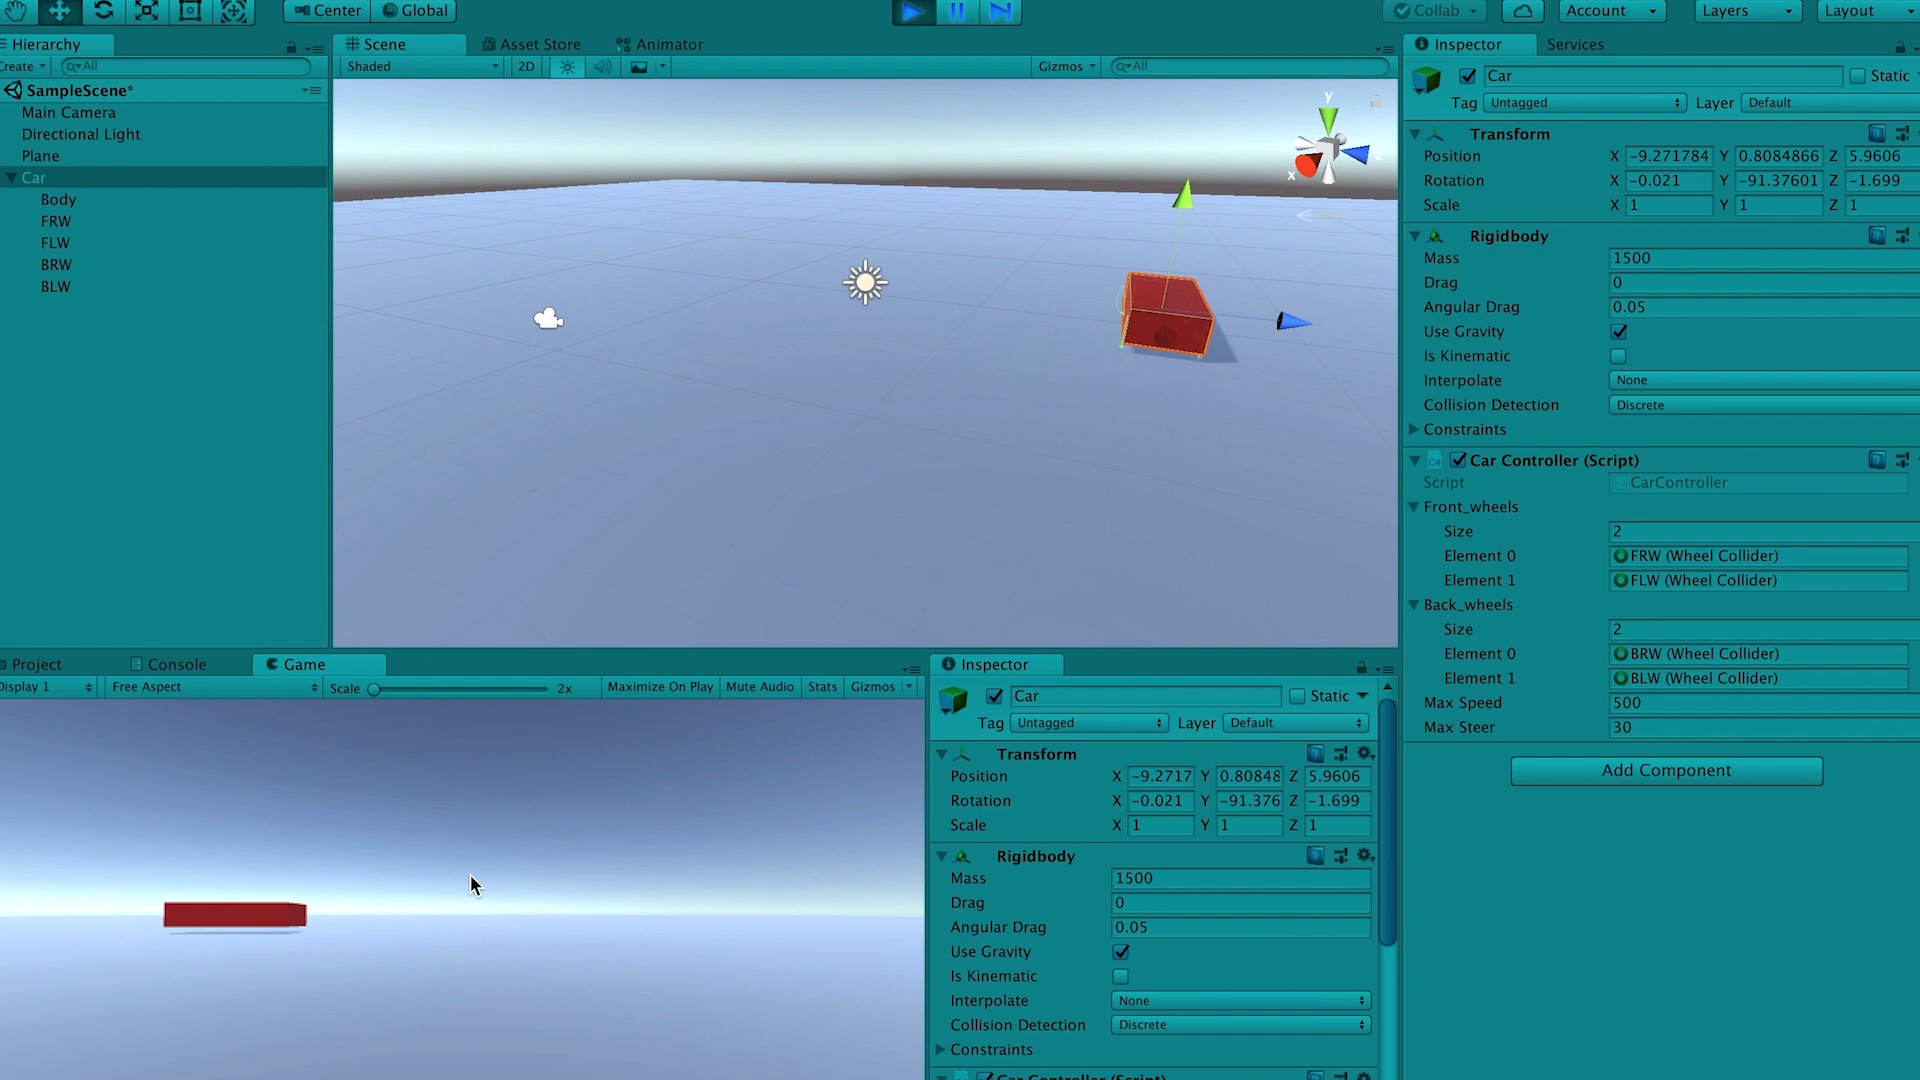 Center Global Collab Account Layers Layout
Hierarchy
Create All
SampleScene*
Main Camera
Directional Light
Plane
Car
Body
FRW
FLW
BRW
BLW
Scene Asset Store Animator
Shaded 2D Gizmos All
y
x
Inspector Services
Car Static
Tag Untagged Layer Default
Transform
Position X -9.271784 Y 0.8084866 Z 5.9606
Rotation X -0.021 Y -91.37601 Z -1.699
Scale X 1 Y 1 Z 1
Rigidbody
Mass 1500
Drag 0
Angular Drag 0.05
Use Gravity
Is Kinematic
Interpolate None
Collision Detection Discrete
Constraints
Car Controller (Script)
Script CarController
Front_wheels
Size 2
Element 0 FRW (Wheel Collider)
Element 1 FLW (Wheel Collider)
Back_wheels
Size 2
Element 0 BRW (Wheel Collider)
Element 1 BLW (Wheel Collider)
Max Speed 500
Max Steer 30
Add Component
Project Console Game
Display 1 Free Aspect Scale 2x Maximize On Play Mute Audio Stats Gizmos
Inspector
Car Static
Tag Untagged Layer Default
Transform
Position X -9.2717 Y 0.80848 Z 5.9606
Rotation X -0.021 Y -91.376 Z -1.699
Scale X 1 Y 1 Z 1
Rigidbody
Mass 1500
Drag 0
Angular Drag 0.05
Use Gravity
Is Kinematic
Interpolate None
Collision Detection Discrete
Constraints
Car Controller (Script)